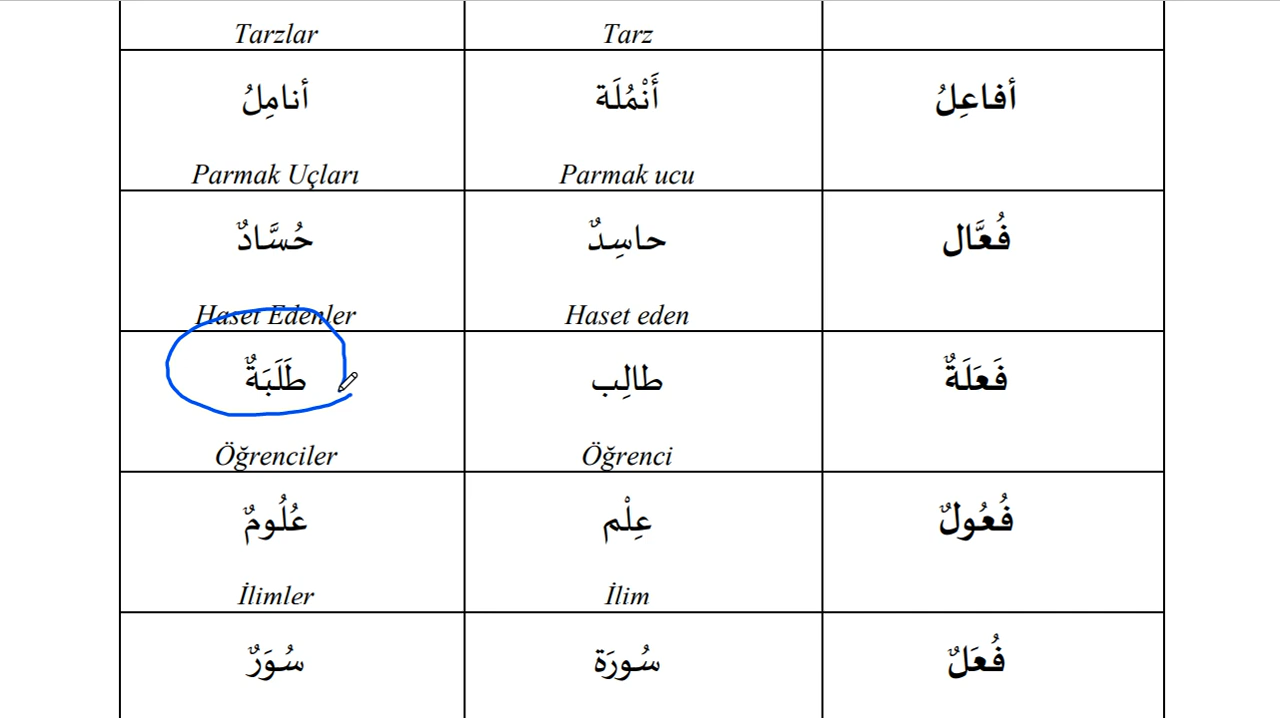 Tarzlar Tarz
أنامِلُ أَنْمُلَة أفاعِلُ
Parmak Uçları Parmak ucu
حُسَّادٌ حاسِدٌ فُعَّال
Haset Edenler Haset eden
طَلَبَةٌ طالِب فَعَلَةٌ
Öğrenciler Öğrenci
عُلُومٌ عِلْم فُعُولٌ
İlimler İlim
سُوَرٌ سُورَة فُعَلٌ